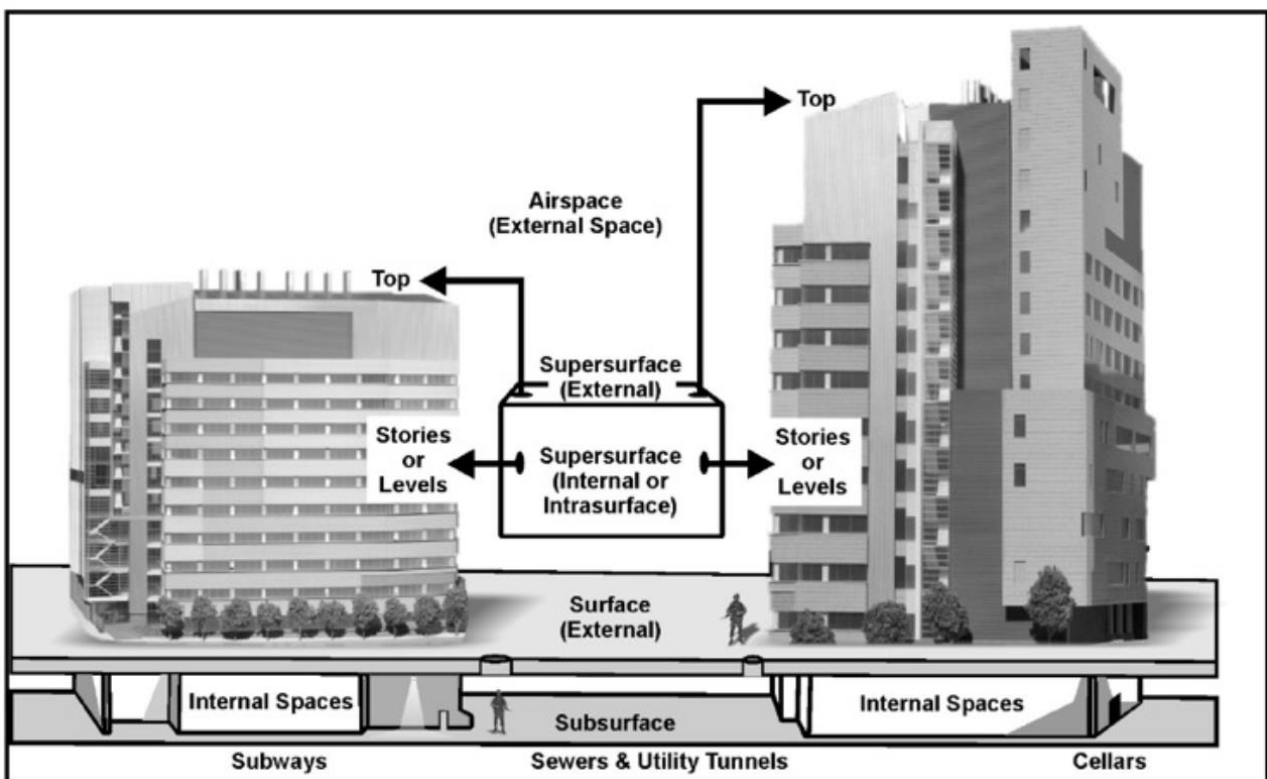 Top
Airspace
(External Space)
Top
Supersurface
(External)
Stories
or
Levels
Supersurface
(Internal or
Intrasurface)
Stories
or
Levels
Surface
(External)
Internal Spaces
Internal Spaces
Subsurface
Subways
Sewers & Utility Tunnels
Cellars